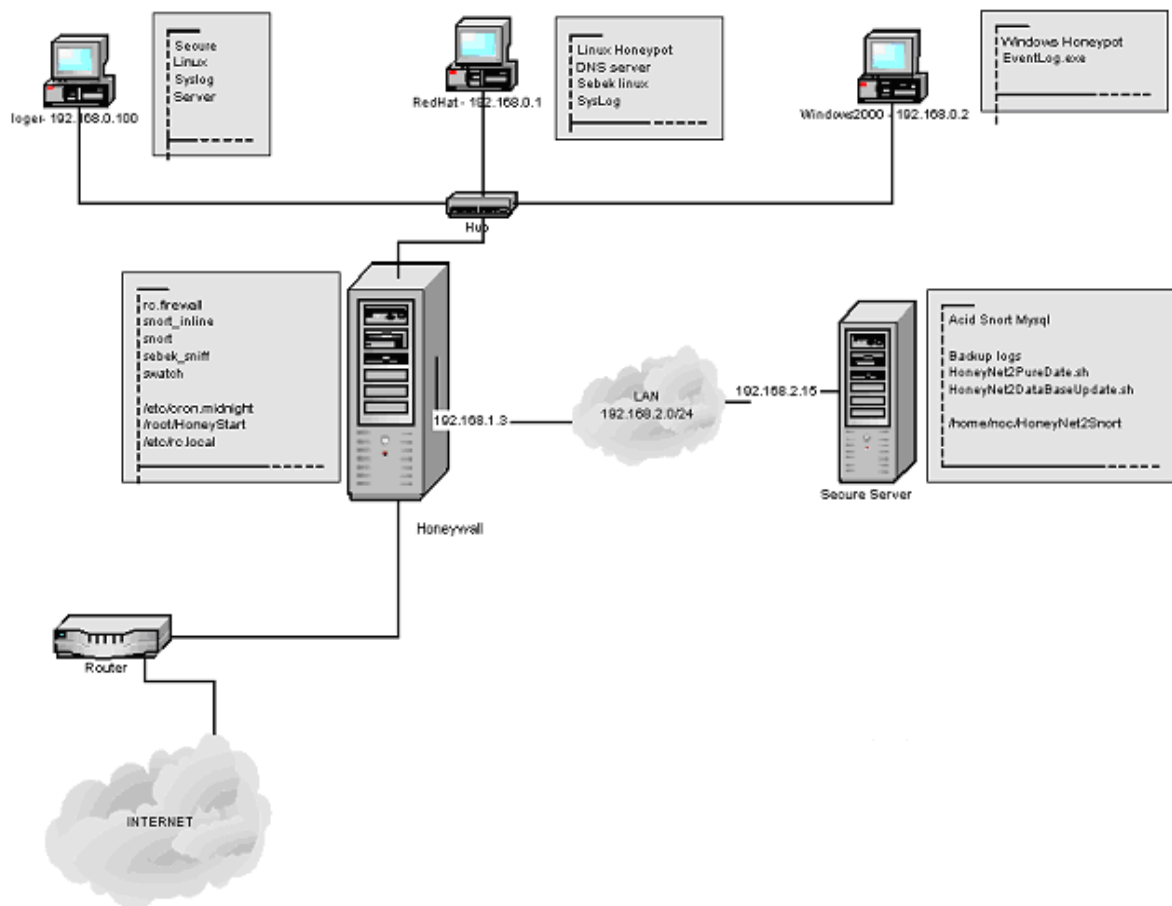 Secure
Linux
Syslog
Server
loger- 192.168.0.100
Linux Honeypot
DNS server
Sebek linux
SysLog
RedHat - 192.168.0.1
Windows Honeypot
EventLog.exe
Windows2000 - 192.168.0.2
Hub
rc.firewall
snort_inline
snort
sebek_sniff
swatch
/etc/cron.midnight
/root/HoneyStart
/etc/rc.local
192.168.1.3
Honeywall
LAN
192.168.2.0/24
192.168.2.15
Secure Server
Acid Snort Mysql
Backup logs
HoneyNet2PureDate.sh
HoneyNet2DataBaseUpdate.sh
/home/noc/HoneyNet2Snort
Router
INTERNET